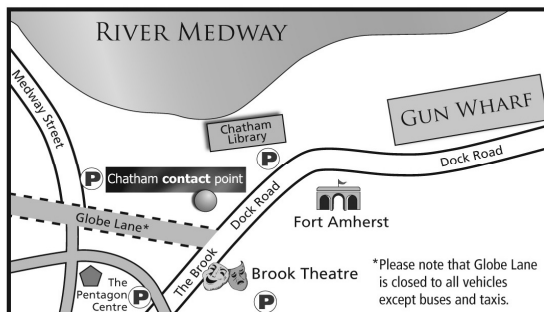 RIVER MEDWAY
Medway Street
Chatham
Library
GUN WHARF
P
P
Chatham contact point
Dock Road
Dock Road
Fort Amherst
Globe Lane*
The Brook
Brook Theatre
The
Pentagon
Centre
P
P
*Please note that Globe Lane
is closed to all vehicles
except buses and taxis.